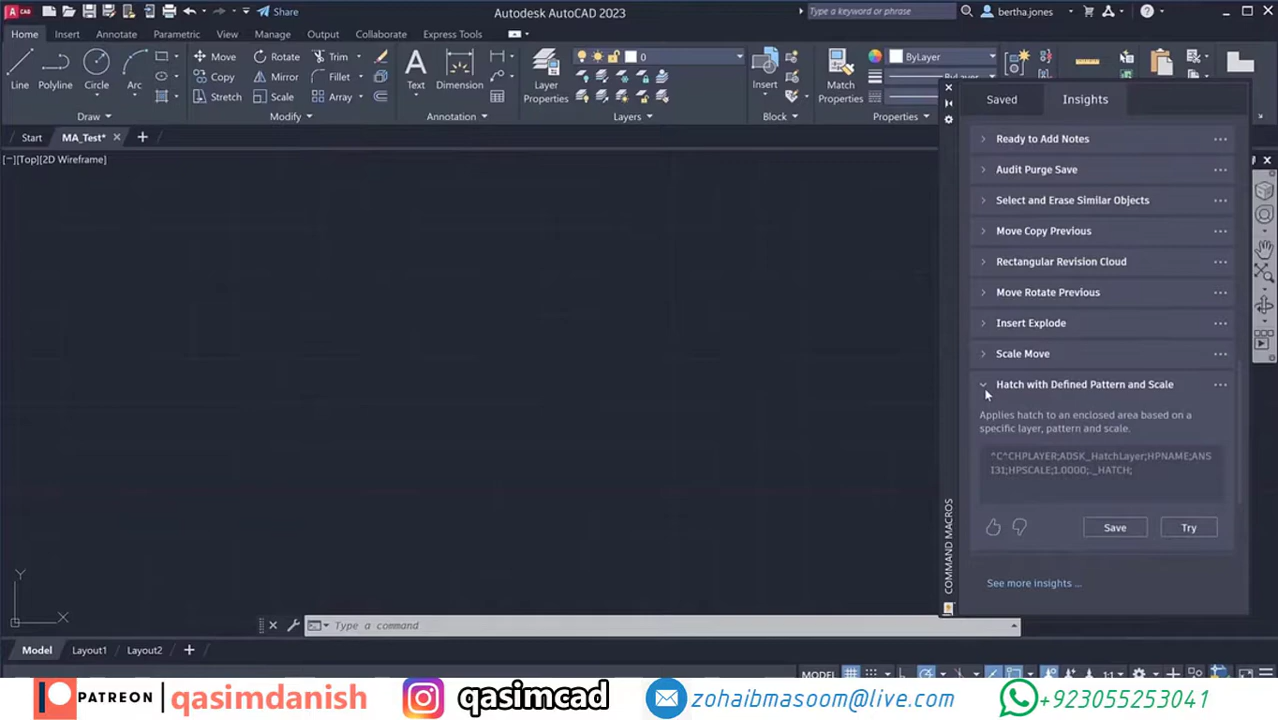 CAD
Share
Autodesk AutoCAD 2023
Type a keyword or phrase
bertha.jones
Home Insert Annotate Parametric View Manage Output Collaborate Express Tools
Move Rotate Trim
Copy Mirror Fillet
Stretch Scale Array
Line Polyline Circle Arc
Text Dimension
Layer Properties
0
Insert
Match Properties
ByLayer
Draw Modify Annotation Layers Block Properties
Start MA_Test*
[−][Top][2D Wireframe]
Saved Insights
Ready to Add Notes
Audit Purge Save
Select and Erase Similar Objects
Move Copy Previous
Rectangular Revision Cloud
Move Rotate Previous
Insert Explode
Scale Move
Hatch with Defined Pattern and Scale
Applies hatch to an enclosed area based on a
specific layer, pattern and scale.
^C^CHPLAYER;ADSK_HatchLayer;HPNAME;ANS
I31;HPSCALE;1.0000;._HATCH;
Save Try
See more insights ...
COMMAND MACROS
Y
X
Type a command
Model Layout1 Layout2
MODEL 1:1
PATREON qasimdanish qasimcad zohaibmasoom@live.com +923055253041